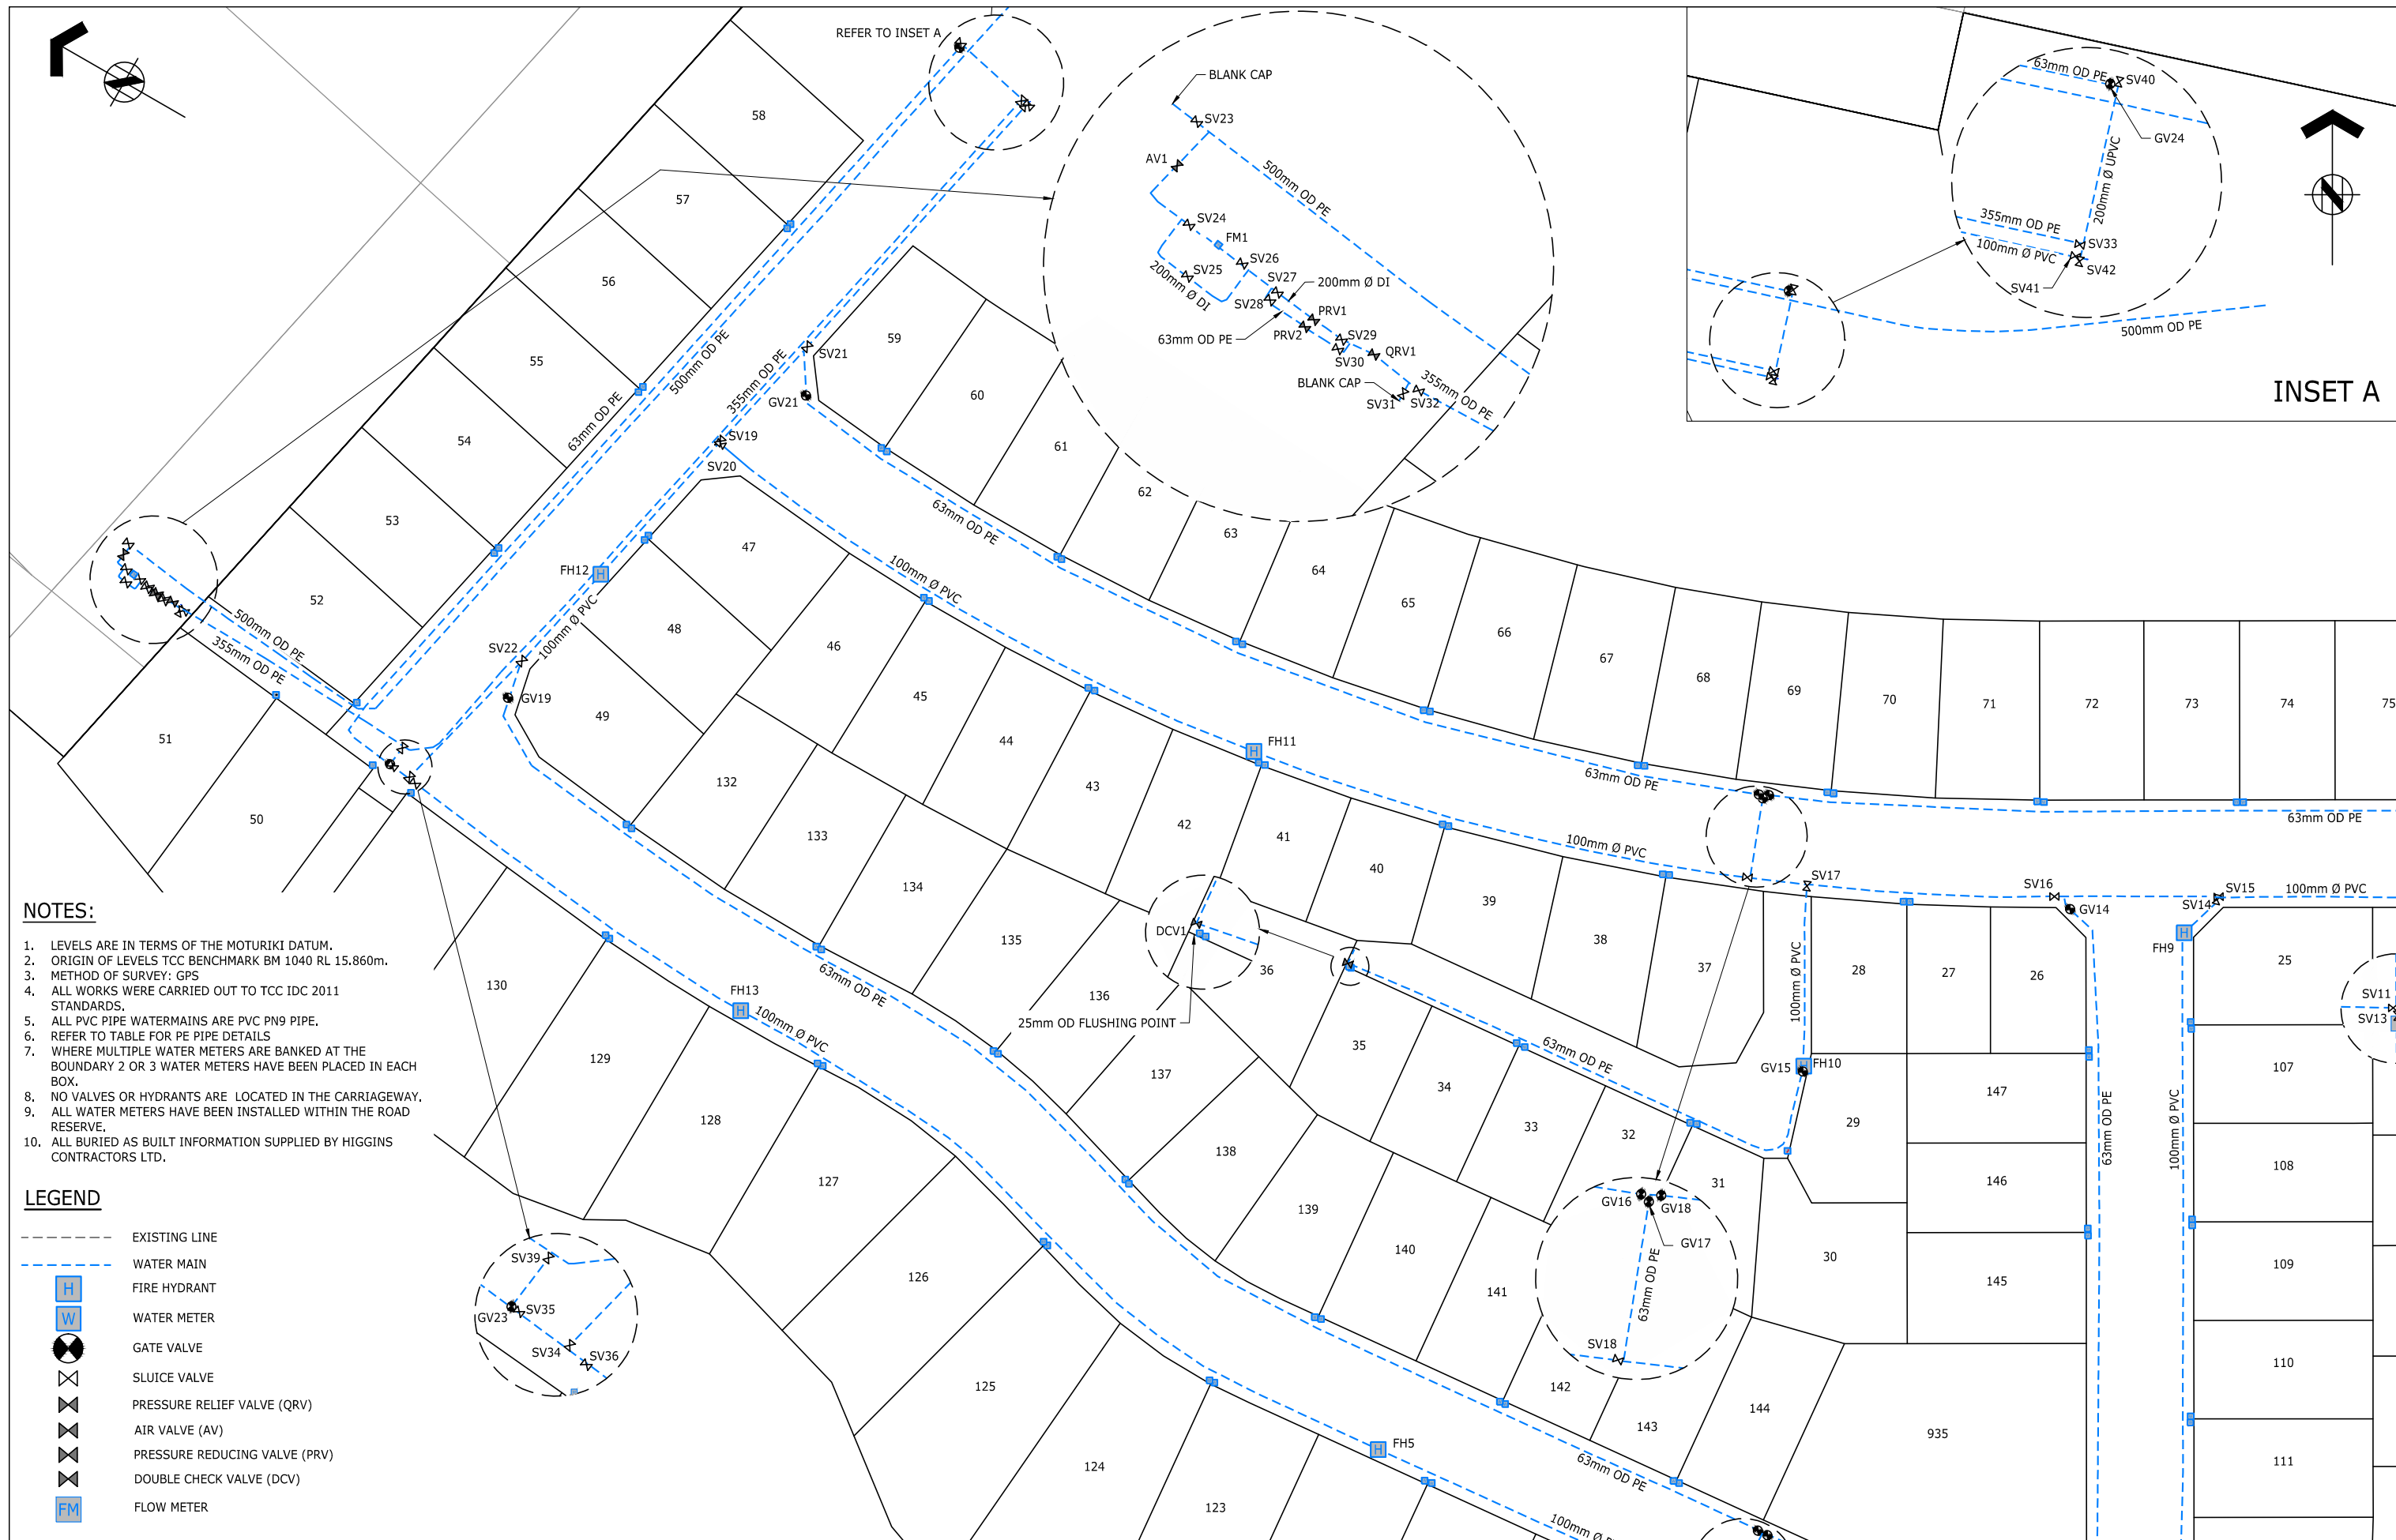 REFER TO INSET A
BLANK CAP
SV23
AV1
500mm OD PE
SV24
FM1
SV26
SV25
SV27
200mm Ø DI
200mm Ø DI
SV28
PRV1
PRV2
SV29
63mm OD PE
SV30
QRV1
BLANK CAP
355mm OD PE
SV31
SV32
63mm OD PE
SV40
GV24
200mm Ø UPVC
355mm OD PE
SV33
100mm Ø PVC
SV42
SV41
500mm OD PE
INSET A
58
57
56
55
54
53
52
51
50
59
60
61
62
63
64
65
66
67
68
69
70
71
72
73
74
75
500mm OD PE
63mm OD PE
355mm OD PE
SV21
GV21
SV19
SV20
63mm OD PE
100mm Ø PVC
FH12
100mm Ø PVC
SV22
GV19
500mm OD PE
355mm OD PE
47
48
49
46
45
44
43
42
41
40
39
38
37
36
35
34
33
32
31
30
29
28
27
26
25
FH11
63mm OD PE
100mm Ø PVC
SV17
SV16
GV14
SV15
SV14
100mm Ø PVC
63mm OD PE
FH9
SV11
SV13
100mm Ø PVC
GV15
FH10
63mm OD PE
100mm Ø PVC
DCV1
25mm OD FLUSHING POINT
63mm OD PE
132
133
134
135
136
137
138
139
140
141
142
143
144
145
146
147
935
107
108
109
110
111
130
129
128
127
126
125
124
123
FH13
100mm Ø PVC
63mm OD PE
GV16
GV18
GV17
63mm OD PE
SV18
FH5
63mm OD PE
100mm Ø
SV39
SV35
GV23
SV34
SV36
NOTES:
1. LEVELS ARE IN TERMS OF THE MOTURIKI DATUM.
2. ORIGIN OF LEVELS TCC BENCHMARK BM 1040 RL 15.860m.
3. METHOD OF SURVEY: GPS
4. ALL WORKS WERE CARRIED OUT TO TCC IDC 2011
STANDARDS.
5. ALL PVC PIPE WATERMAINS ARE PVC PN9 PIPE.
6. REFER TO TABLE FOR PE PIPE DETAILS
7. WHERE MULTIPLE WATER METERS ARE BANKED AT THE
BOUNDARY 2 OR 3 WATER METERS HAVE BEEN PLACED IN EACH
BOX.
8. NO VALVES OR HYDRANTS ARE LOCATED IN THE CARRIAGEWAY.
9. ALL WATER METERS HAVE BEEN INSTALLED WITHIN THE ROAD
RESERVE.
10. ALL BURIED AS BUILT INFORMATION SUPPLIED BY HIGGINS
CONTRACTORS LTD.
LEGEND
EXISTING LINE
WATER MAIN
H FIRE HYDRANT
W WATER METER
GATE VALVE
SLUICE VALVE
PRESSURE RELIEF VALVE (QRV)
AIR VALVE (AV)
PRESSURE REDUCING VALVE (PRV)
DOUBLE CHECK VALVE (DCV)
FM FLOW METER